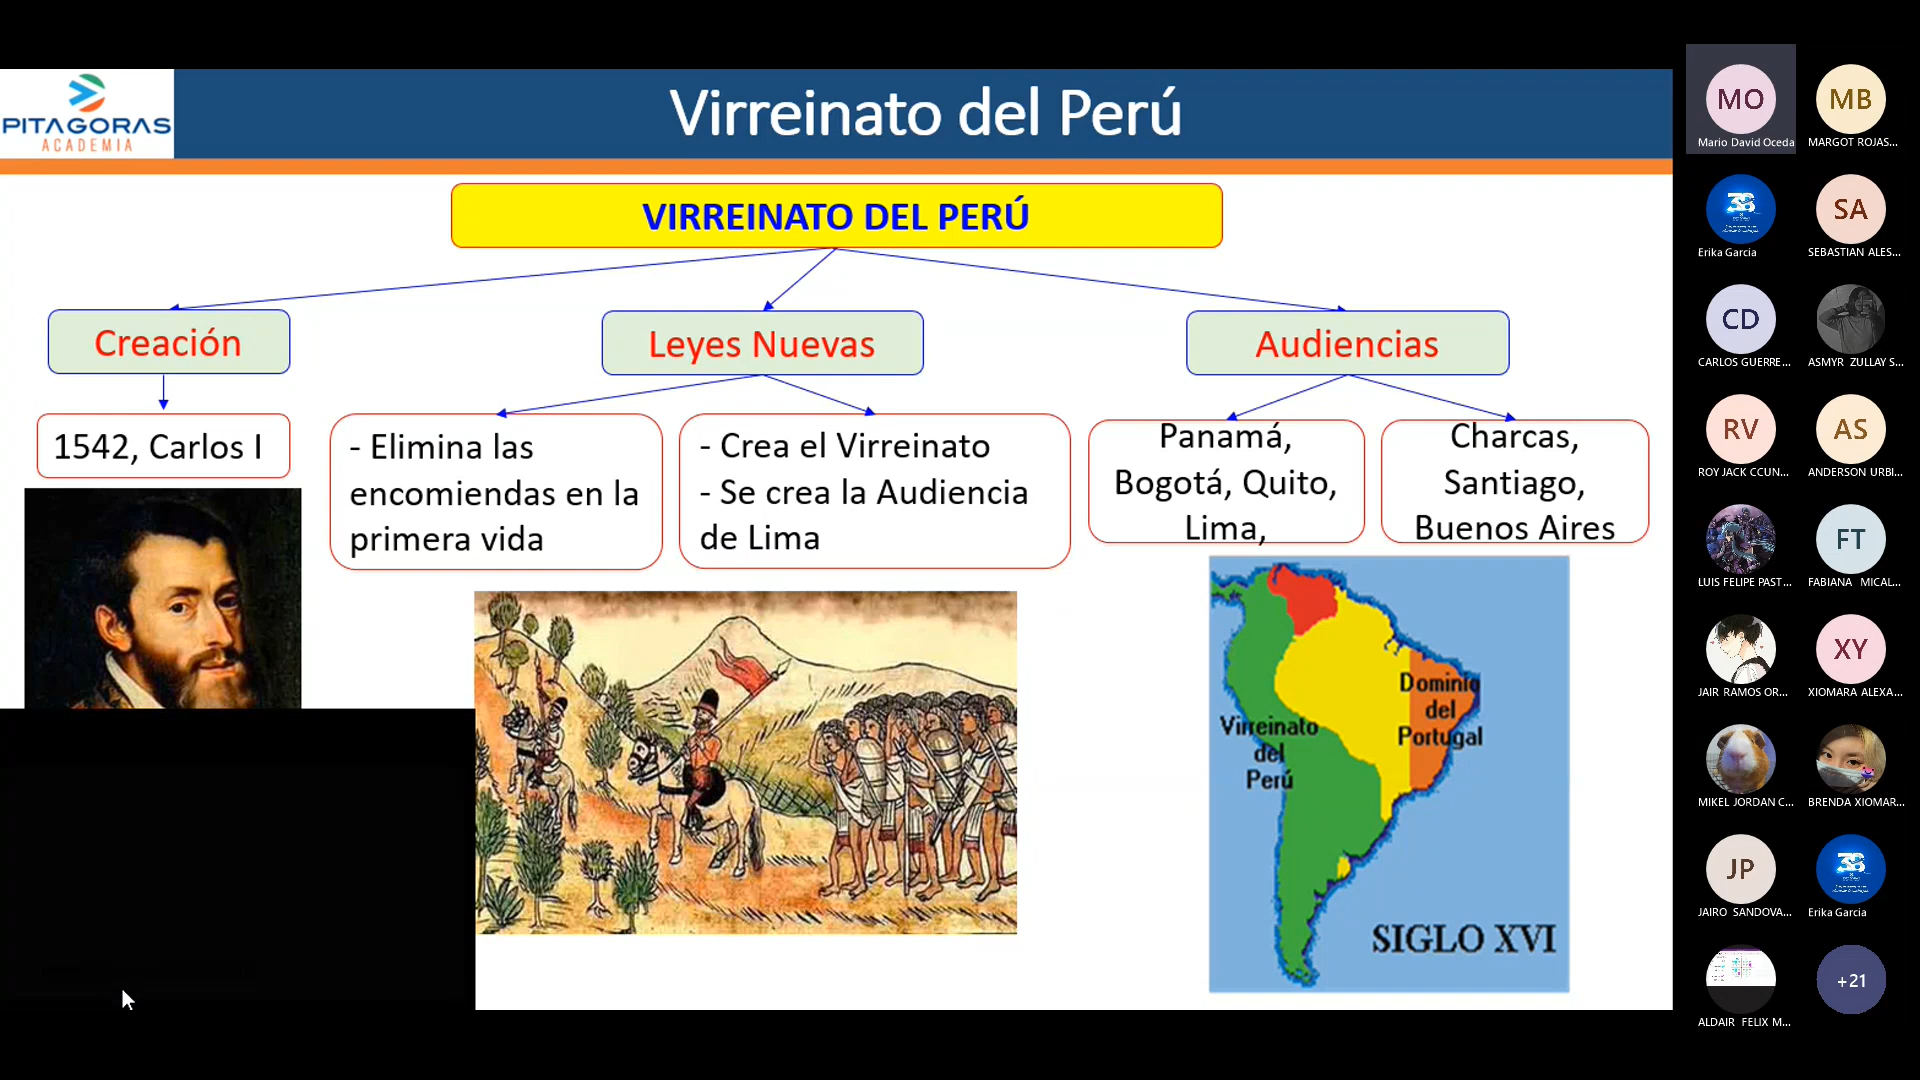 PITAGORAS
ACADEMIA
Virreinato del Perú
VIRREINATO DEL PERÚ
Creación
Leyes Nuevas
Audiencias
1542, Carlos I
- Elimina las
encomiendas en la
primera vida
- Crea el Virreinato
- Se crea la Audiencia
de Lima
Panamá,
Bogotá, Quito,
Lima,
Charcas,
Santiago,
Buenos Aires
Virreinato
del
Perú
Dominio
del
Portugal
SIGLO XVI
MO
Mario David Oceda
MB
MARGOT ROJAS...
Erika Garcia
SA
SEBASTIAN ALES...
CD
CARLOS GUERRE...
ASMYR ZULLAY S...
RV
ROY JACK CCUN...
AS
ANDERSON URBI...
LUIS FELIPE PAST...
FT
FABIANA MICAL...
JAIR RAMOS OR...
XY
XIOMARA ALEXA...
MIKEL JORDAN C...
BRENDA XIOMAR...
JP
JAIRO SANDOVA...
Erika Garcia
ALDAIR FELIX M...
+21